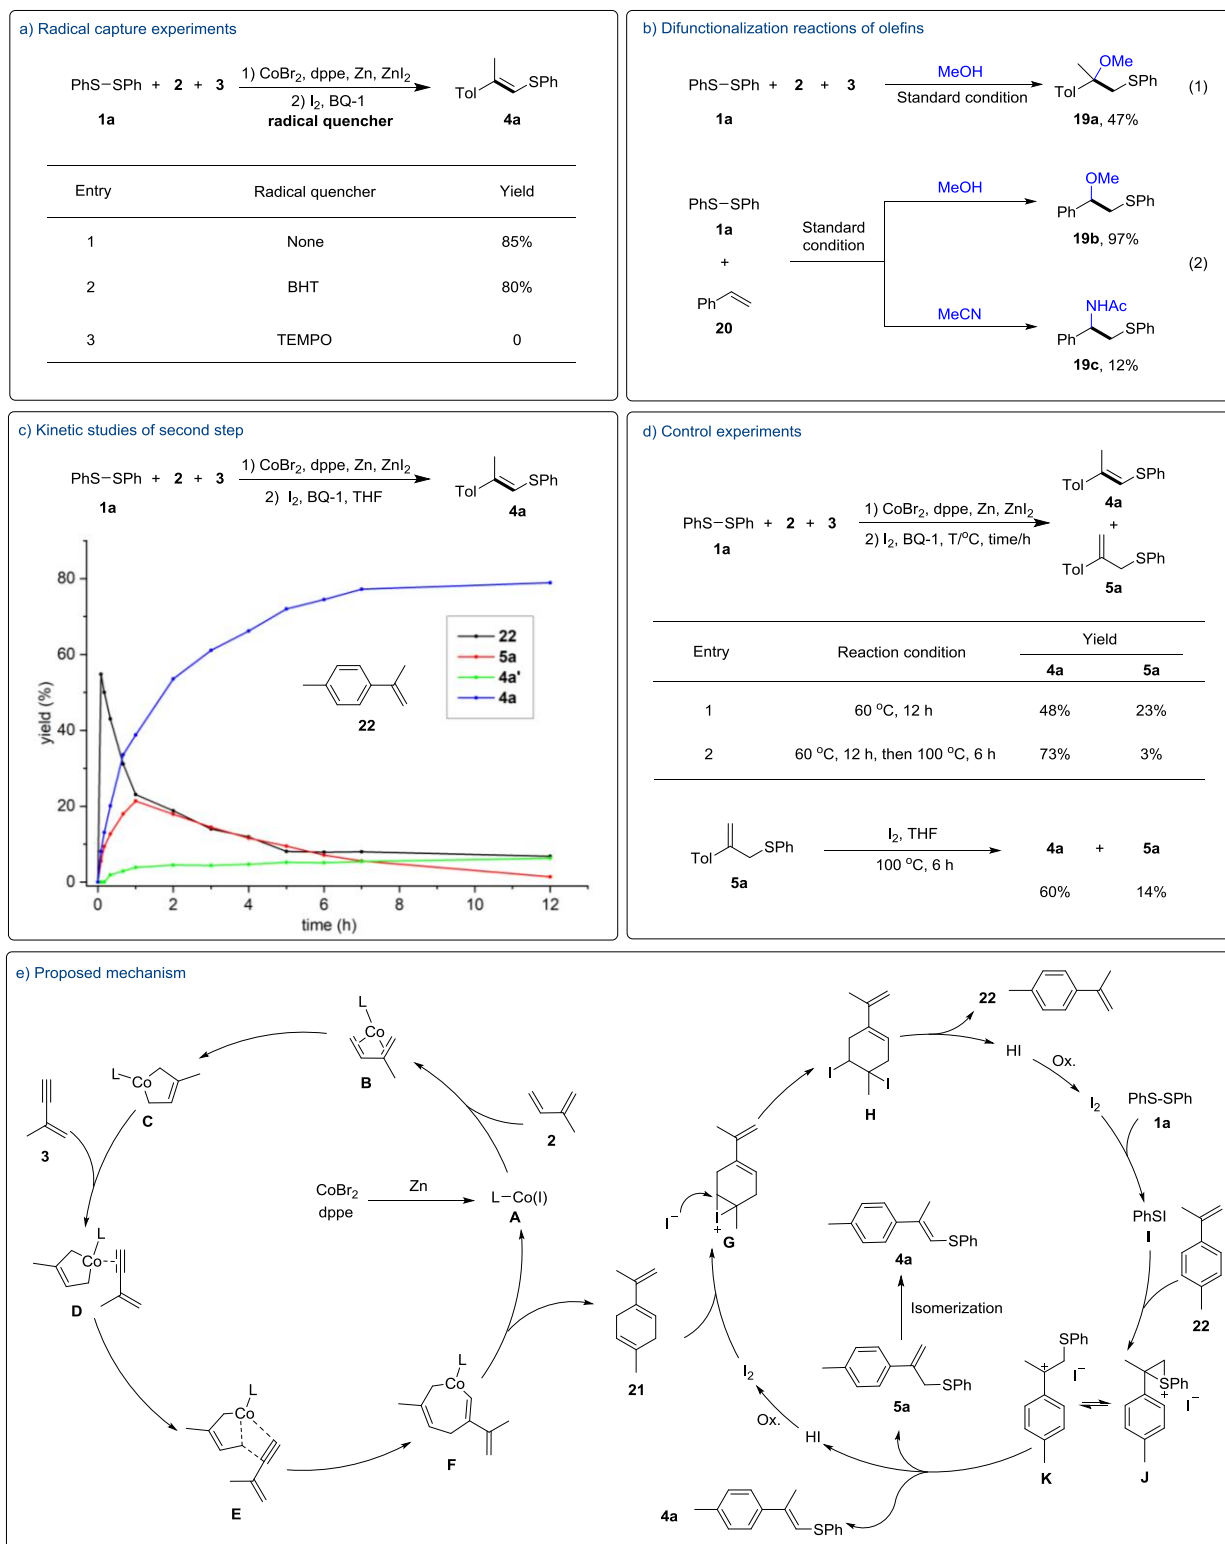 a) Radical capture experiments
PhS–SPh + 2 + 3
1a
1) CoBr2, dppe, Zn, ZnI2
2) I2, BQ-1
radical quencher
Tol
SPh
4a
Entry Radical quencher Yield
1 None 85%
2 BHT 80%
3 TEMPO 0
b) Difunctionalization reactions of olefins
PhS–SPh + 2 + 3
1a
MeOH
Standard condition
OMe
Tol
SPh
19a, 47%
(1)
PhS–SPh
1a
+
Ph
20
Standard
condition
MeOH
OMe
Ph
SPh
19b, 97%
(2)
MeCN
NHAc
Ph
SPh
19c, 12%
c) Kinetic studies of second step
PhS–SPh + 2 + 3
1a
1) CoBr2, dppe, Zn, ZnI2
2) I2, BQ-1, THF
Tol
SPh
4a
yield (%)
80
60
40
20
0
0 2 4 6 8 10 12
time (h)
22
5a
4a'
4a
22
d) Control experiments
PhS–SPh + 2 + 3
1a
1) CoBr2, dppe, Zn, ZnI2
2) I2, BQ-1, T/°C, time/h
Tol
SPh
4a
+
Tol
SPh
5a
Entry Reaction condition Yield
4a 5a
1 60 °C, 12 h 48% 23%
2 60 °C, 12 h, then 100 °C, 6 h 73% 3%
Tol
SPh
5a
I2, THF
100 °C, 6 h
4a + 5a
60% 14%
e) Proposed mechanism
L
Co
B
L
Co
C
3
2
CoBr2
dppe
Zn
L–Co(I)
A
L
Co
D
L
Co
E
L
Co
F
21
I–
I
+
G
I
I
H
22
HI
Ox.
I2
PhS-SPh
1a
PhSI
I
22
SPh
+
I–
K
SPh
+
I–
J
SPh
4a
Isomerization
SPh
5a
I2
Ox.
HI
4a
SPh